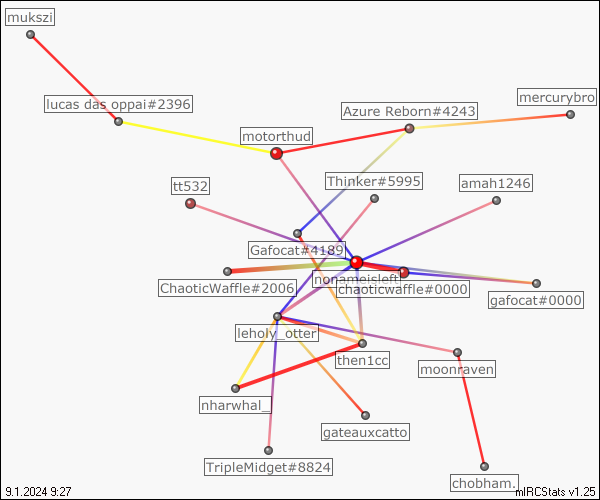 mukszi
mercurybro
lucas das oppai#2396
Azure Reborn#4243
motorthud
Thinker#5995
tt532
amah1246
Gafocat#4189
nonameisleft
ChaoticWaffle#2006
chaoticwaffle#0000
gafocat#0000
leholy_otter
then1cc
moonraven
nharwhal_
gateauxcatto
TripleMidget#8824
chobham.
9.1.2024 9:27
mIRCStats v1.25